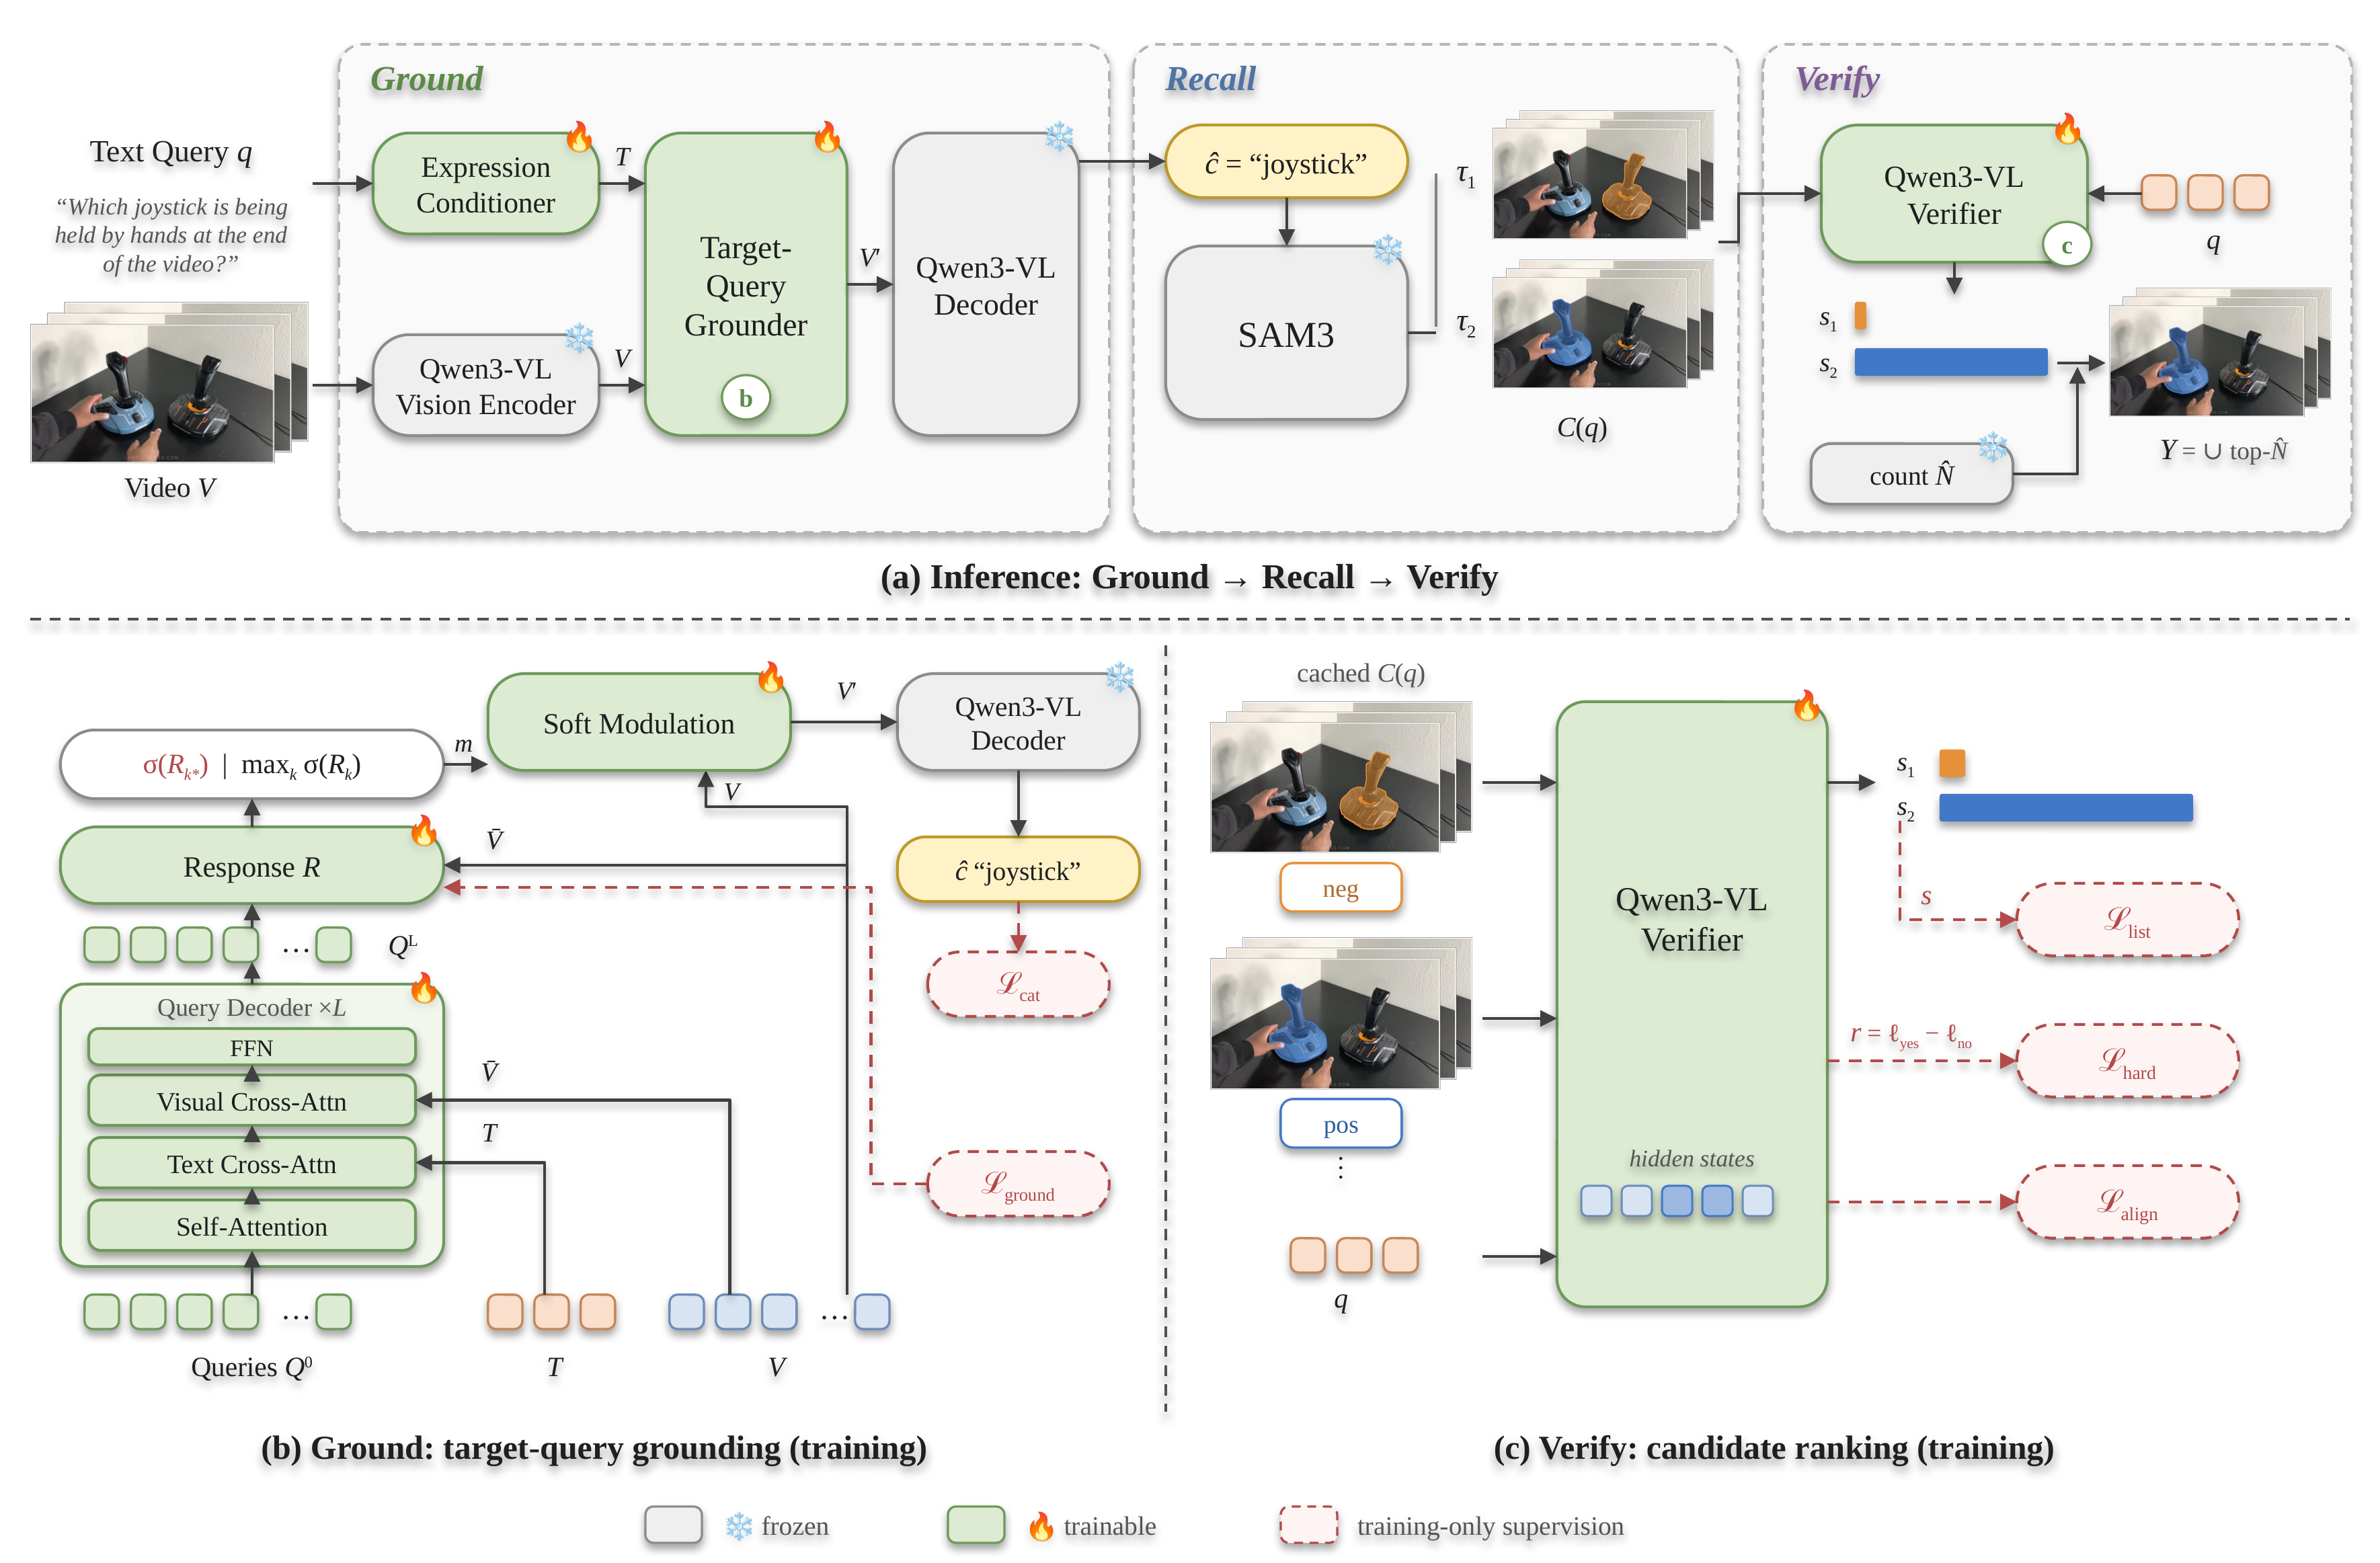 Ground
Recall
Verify
Text Query q
“Which joystick is being
held by hands at the end
of the video?”
Video V
Expression
Conditioner
T
Qwen3-VL
Vision Encoder
V
Target-
Query
Grounder
b
V′
Qwen3-VL
Decoder
ĉ = “joystick”
SAM3
τ1
τ2
C(q)
Qwen3-VL
Verifier
c
q
s1
s2
count N̂
Y = ∪ top-N̂
(a) Inference: Ground → Recall → Verify
σ(Rk*) | maxk σ(Rk)
m
Soft Modulation
V′
Qwen3-VL
Decoder
V
Response R
V̄
ĉ “joystick”
QL
…
ℒcat
Query Decoder ×L
FFN
Visual Cross-Attn
V̄
Text Cross-Attn
T
Self-Attention
ℒground
…
…
Queries Q0
T
V
(b) Ground: target-query grounding (training)
cached C(q)
neg
pos
⋮
q
Qwen3-VL
Verifier
hidden states
s1
s2
s
ℒlist
r = ℓyes − ℓno
ℒhard
ℒalign
(c) Verify: candidate ranking (training)
frozen
trainable
training-only supervision